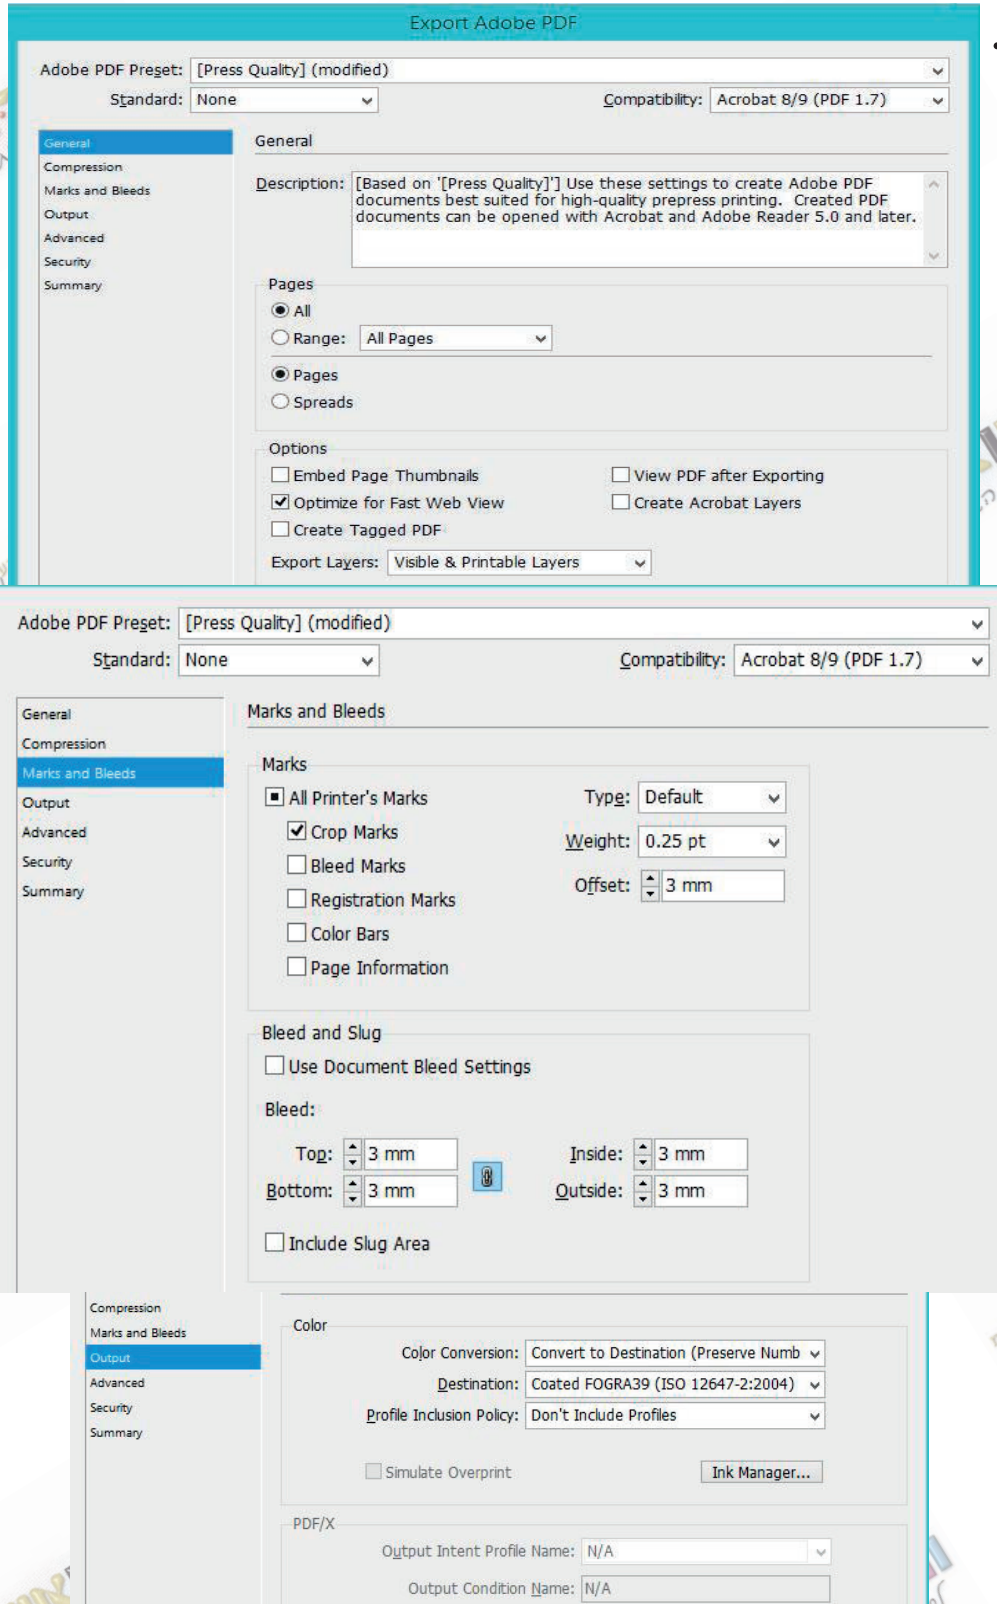 Export Adobe PDF
Adobe PDF Preset: [Press Quality] (modified)
Standard: None Compatibility: Acrobat 8/9 (PDF 1.7)
General
Compression
Marks and Bleeds
Output
Advanced
Security
Summary
General
Description: [Based on '[Press Quality]'] Use these settings to create Adobe PDF
documents best suited for high-quality prepress printing. Created PDF
documents can be opened with Acrobat and Adobe Reader 5.0 and later.
Pages
All
Range: All Pages
Pages
Spreads
Options
Embed Page Thumbnails View PDF after Exporting
Optimize for Fast Web View Create Acrobat Layers
Create Tagged PDF
Export Layers: Visible & Printable Layers
Adobe PDF Preset: [Press Quality] (modified)
Standard: None Compatibility: Acrobat 8/9 (PDF 1.7)
General
Compression
Marks and Bleeds
Output
Advanced
Security
Summary
Marks and Bleeds
Marks
All Printer's Marks Type: Default
Crop Marks Weight: 0.25 pt
Bleed Marks Offset: 3 mm
Registration Marks
Color Bars
Page Information
Bleed and Slug
Use Document Bleed Settings
Bleed:
Top: 3 mm Inside: 3 mm
Bottom: 3 mm Outside: 3 mm
Include Slug Area
Compression
Marks and Bleeds
Output
Advanced
Security
Summary
Color
Color Conversion: Convert to Destination (Preserve Numb
Destination: Coated FOGRA39 (ISO 12647-2:2004)
Profile Inclusion Policy: Don't Include Profiles
Simulate Overprint Ink Manager...
PDF/X
Output Intent Profile Name: N/A
Output Condition Name: N/A